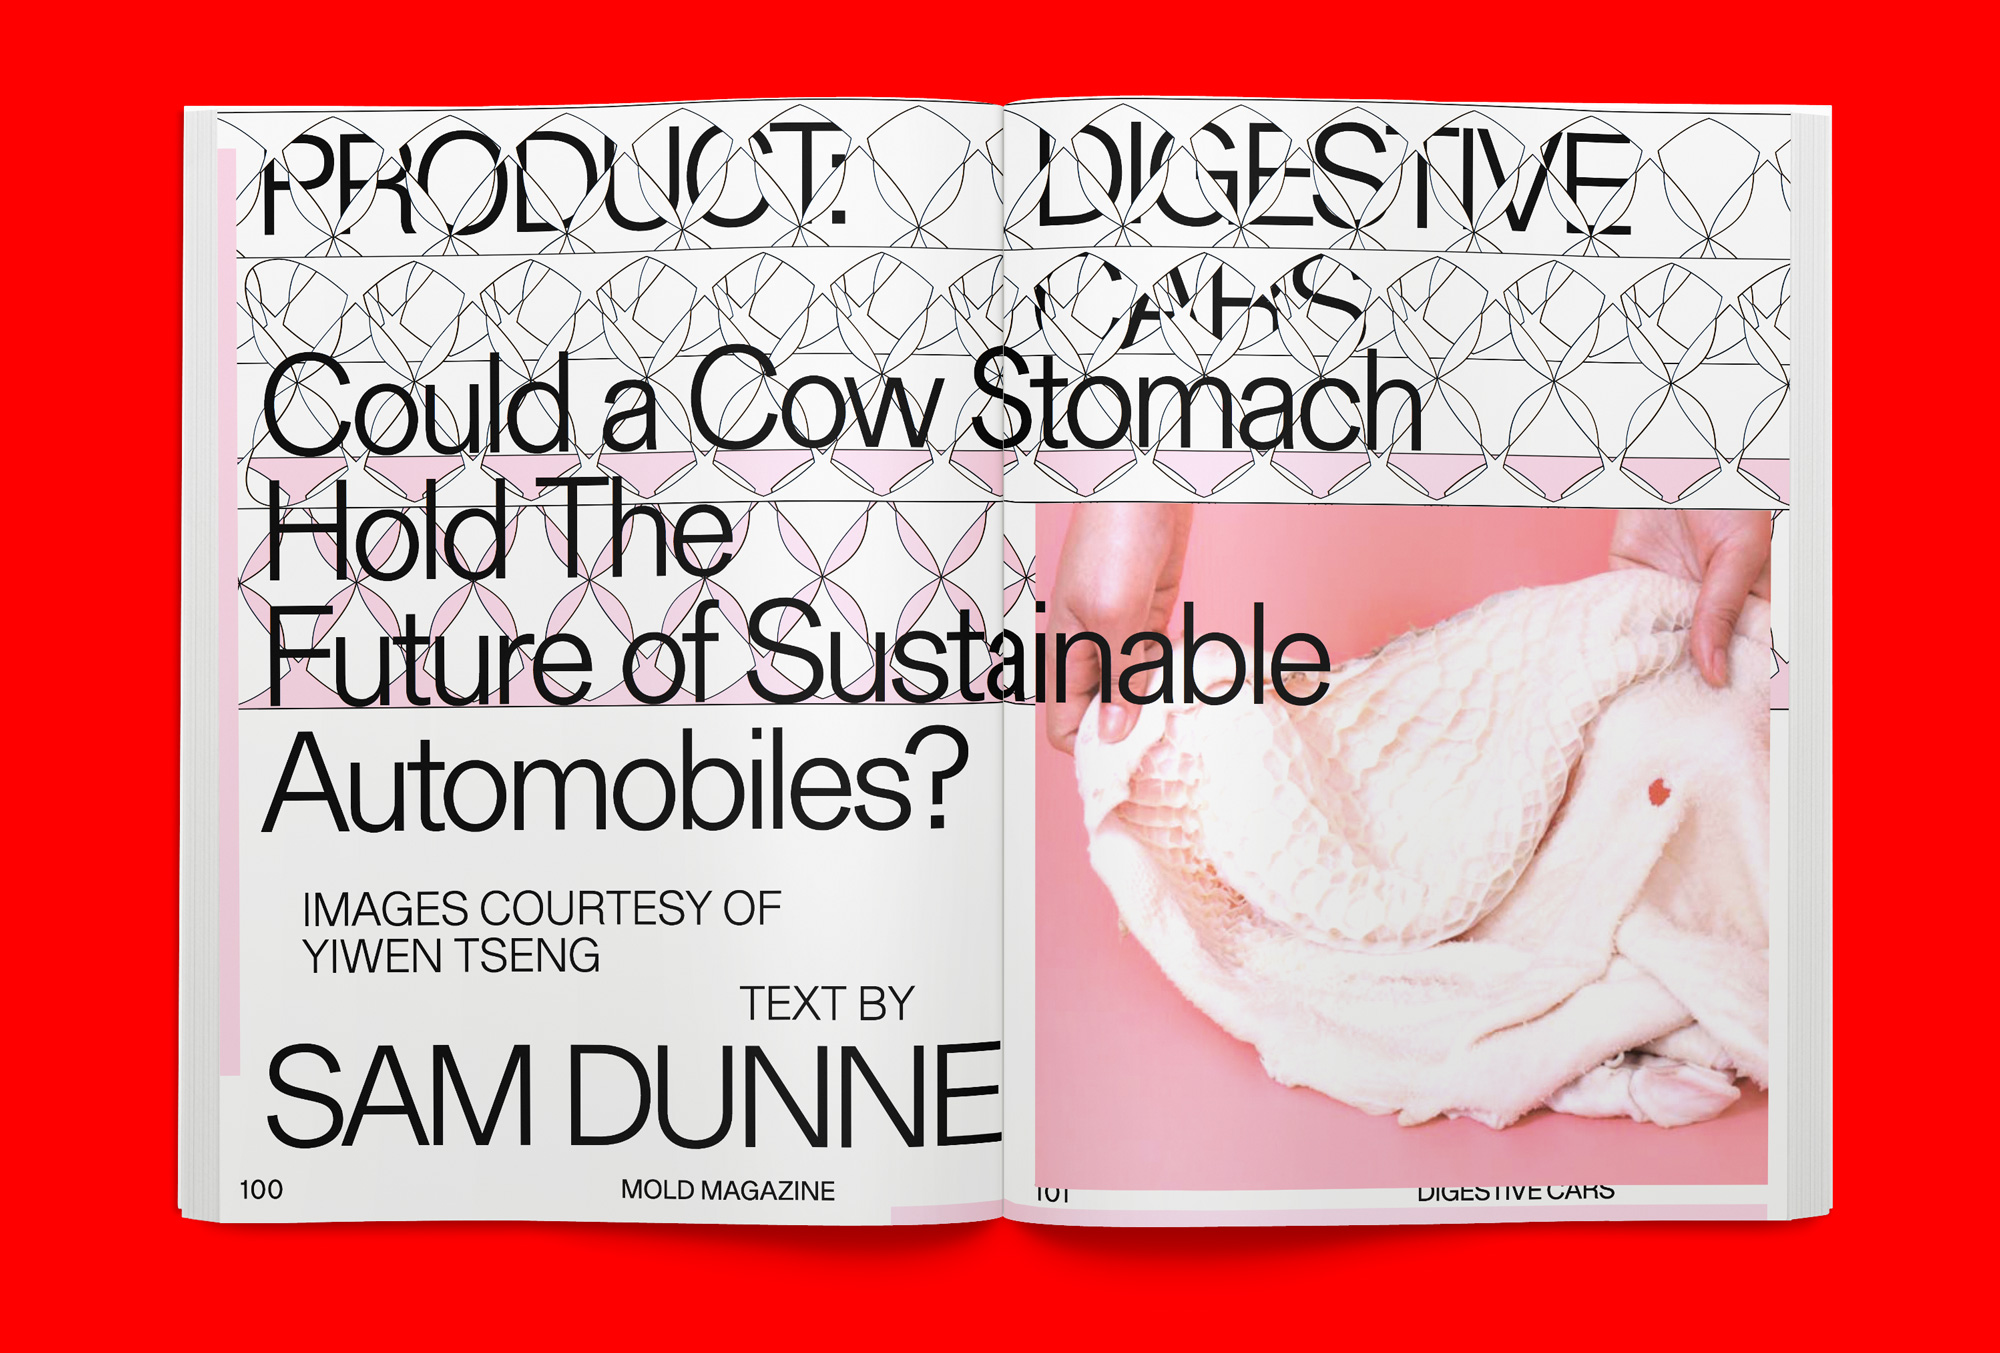 PRODUCT: DIGESTIVE
CARS
Could a Cow Stomach
Hold The
Future of Sustainable
Automobiles?
IMAGES COURTESY OF
YIWEN TSENG
TEXT BY
SAM DUNNE
100
MOLD MAGAZINE
101
DIGESTIVE CARS